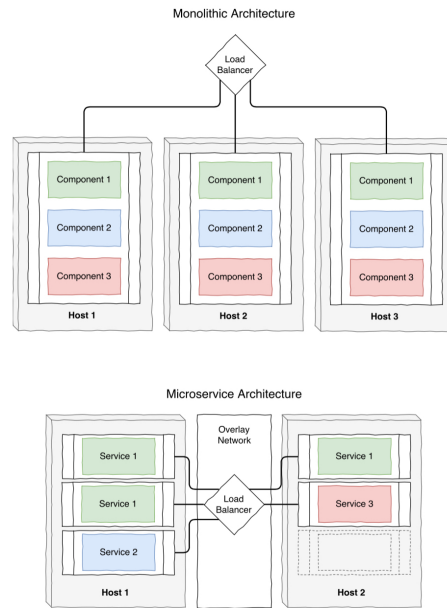 Monolithic Architecture
Load
Balancer
Component 1
Component 1
Component 1
Component 2
Component 2
Component 2
Component 3
Component 3
Component 3
Host 1
Host 2
Host 3
Microservice Architecture
Overlay
Network
Service 1
Service 1
Load
Balancer
Service 1
Service 3
Service 2
Host 1
Host 2